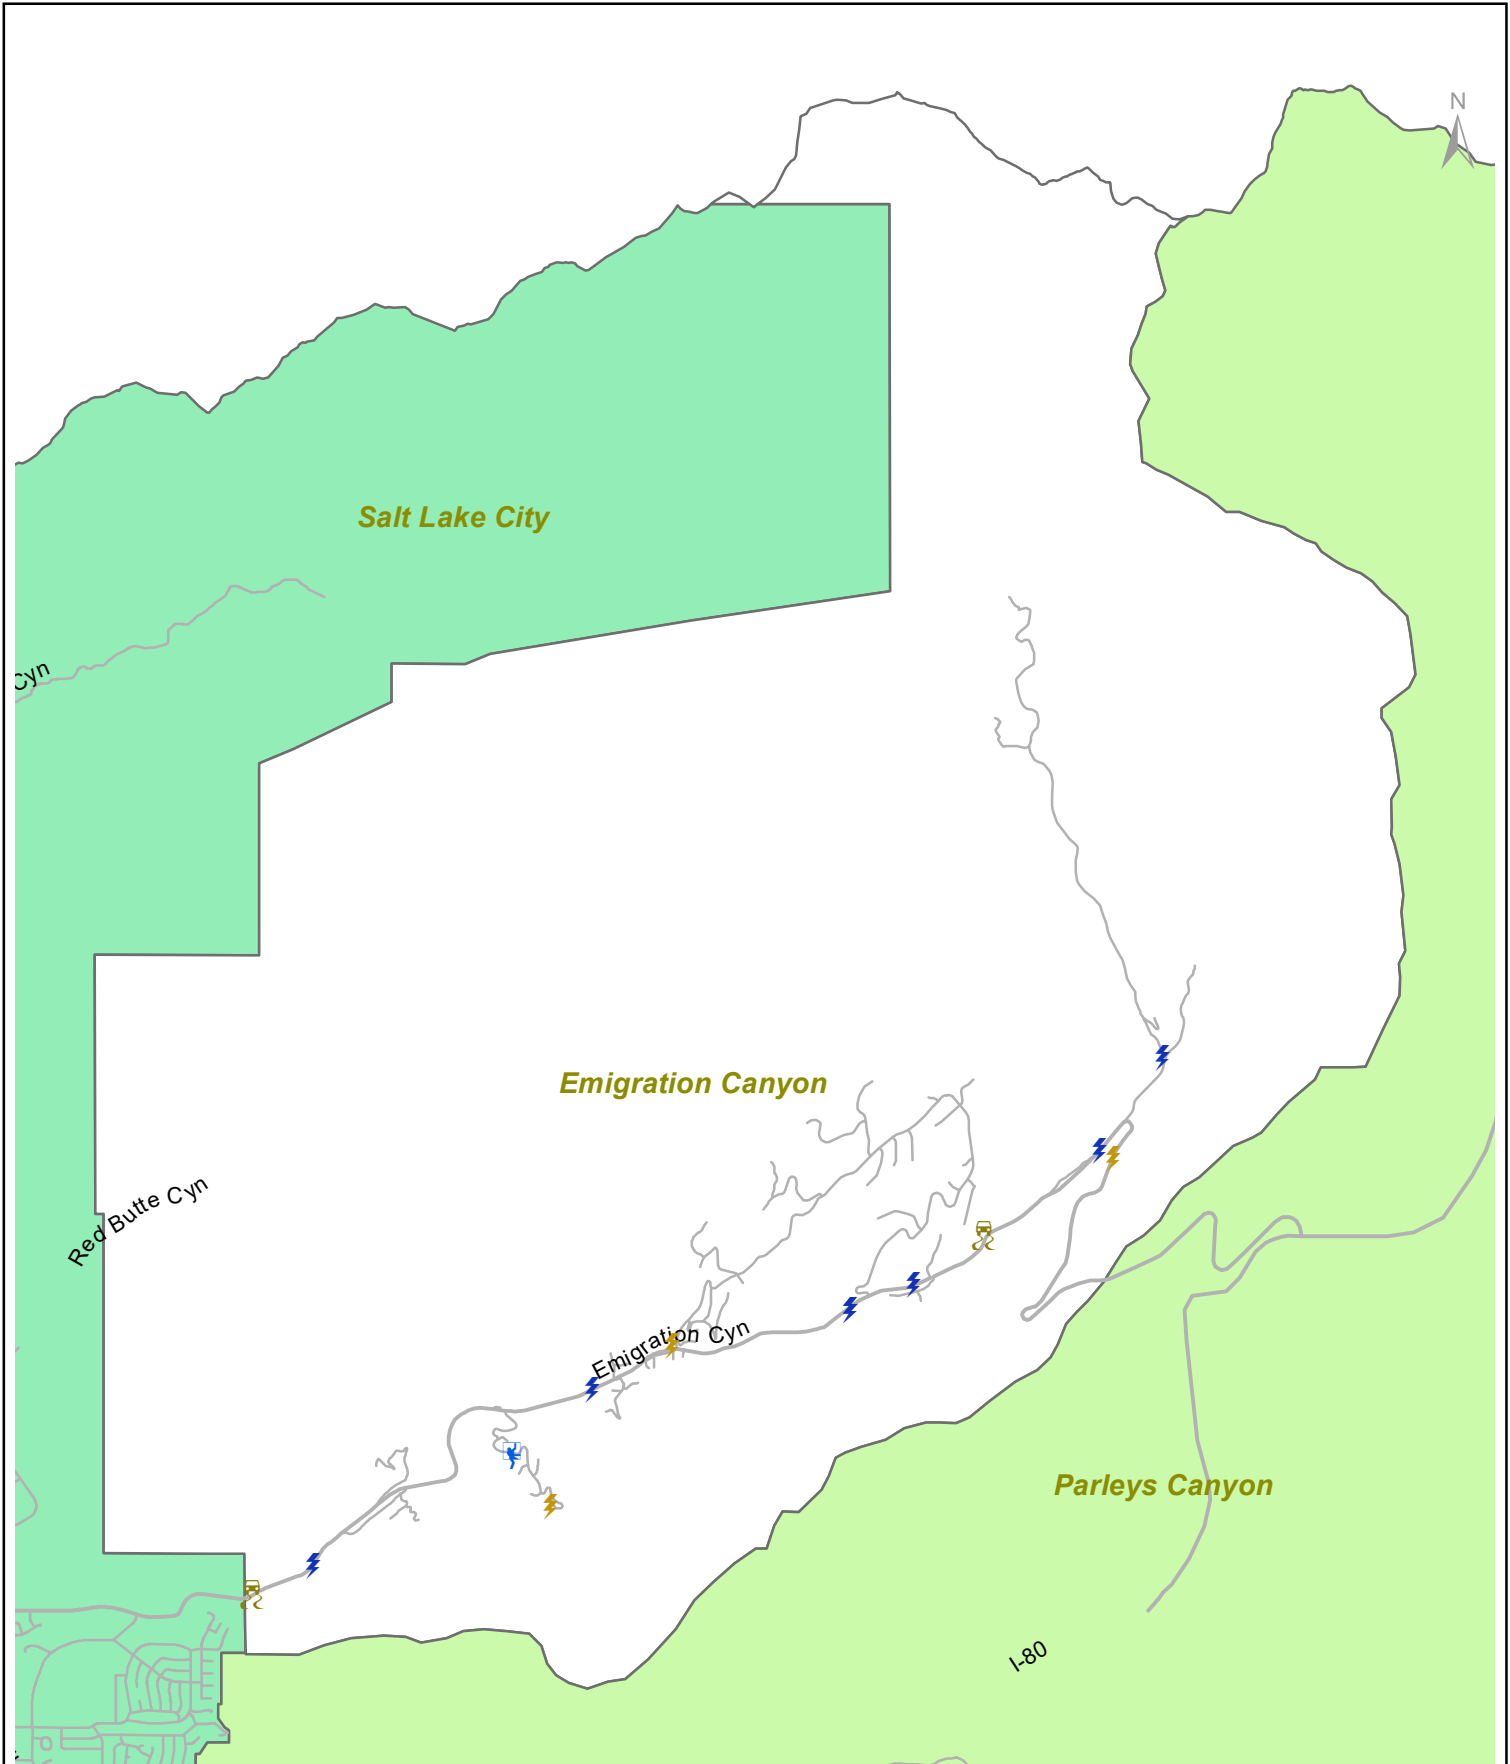 N
Salt Lake City
Cyn
Emigration Canyon
Red Butte Cyn
Emigration Cyn
Parleys Canyon
I-80